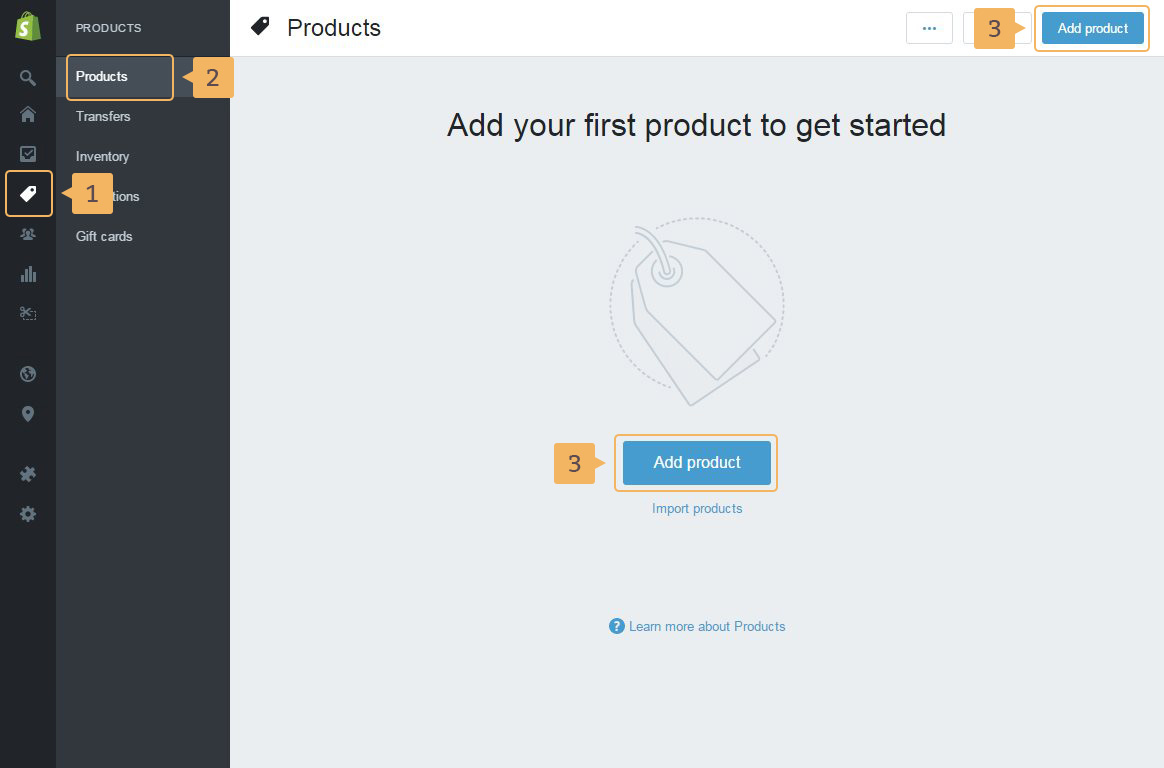 PRODUCTS
Products
2
Transfers
Inventory
1
tions
Gift cards
Products
...
3
Add product
Add your first product to get started
3
Add product
Import products
? Learn more about Products